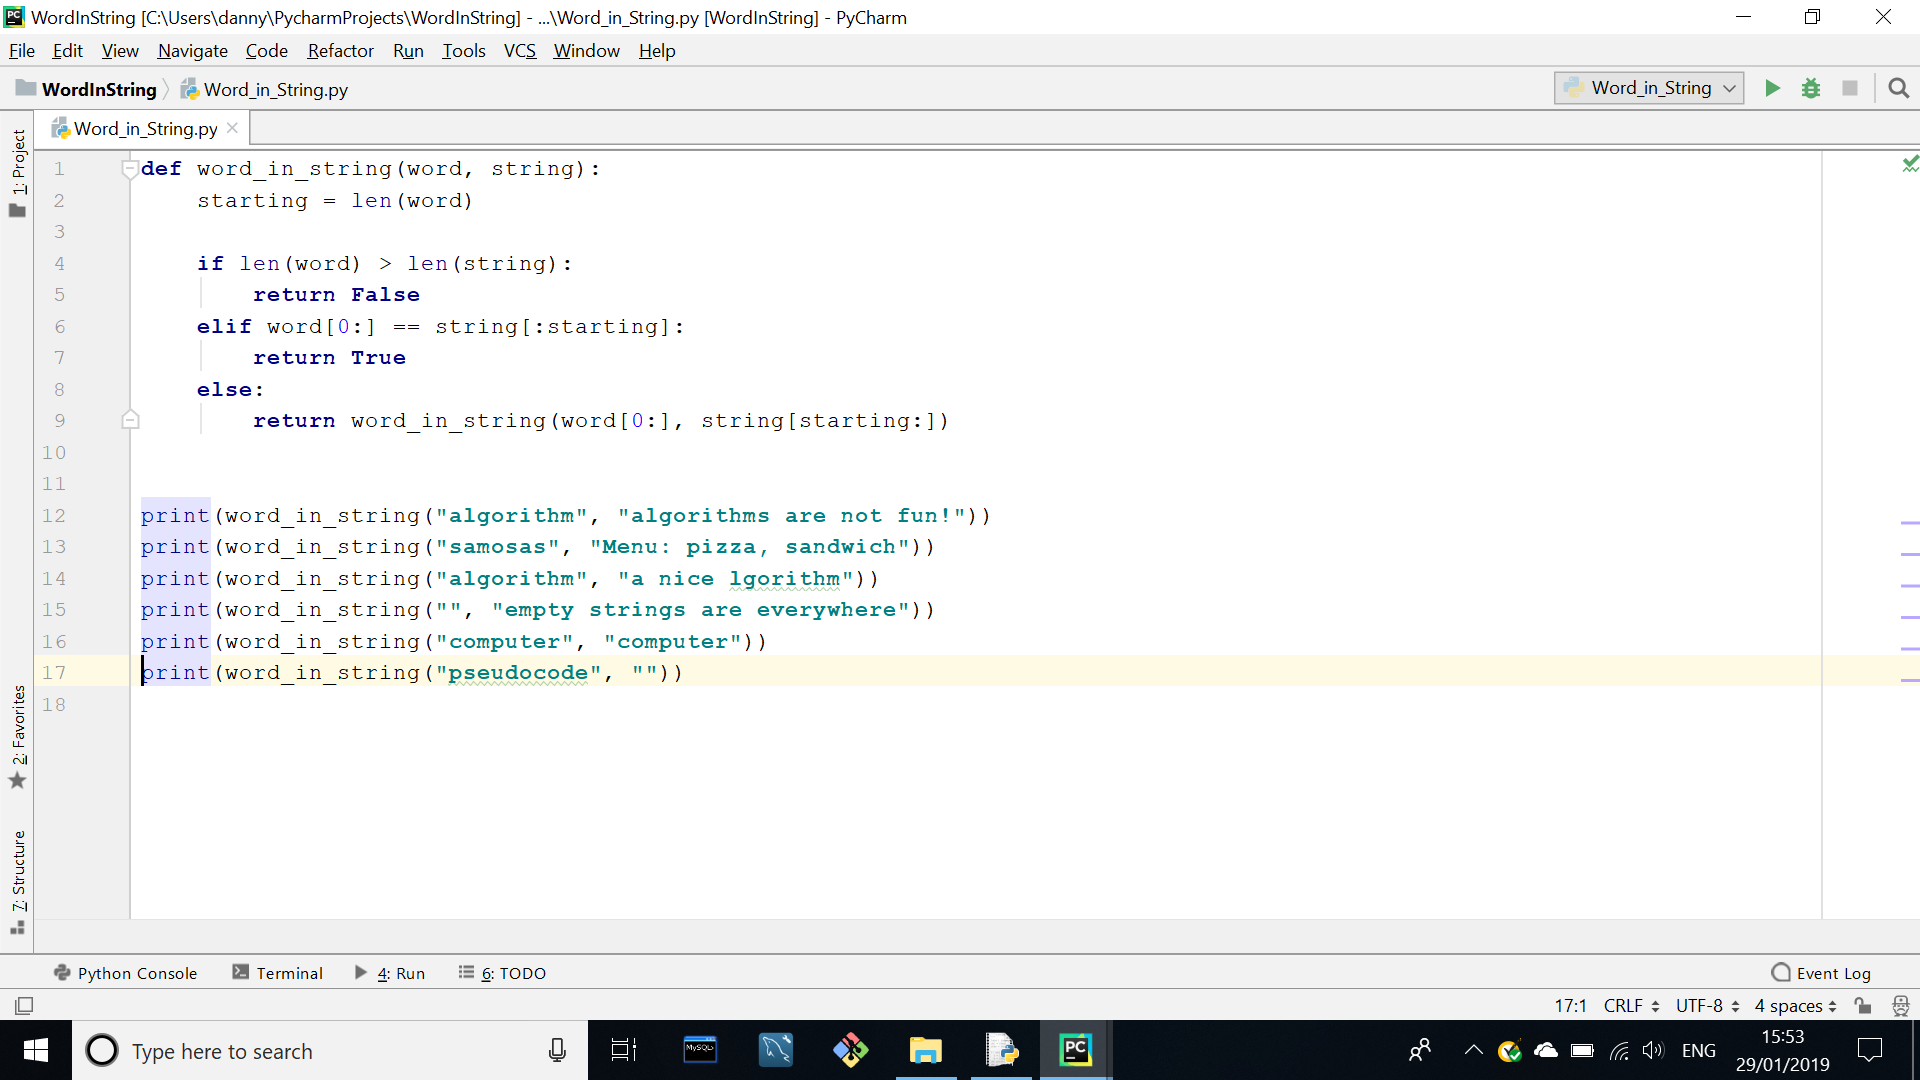 PC WordInString [C:\Users\danny\PycharmProjects\WordInString] - ...\Word_in_String.py [WordInString] - PyCharm
File Edit View Navigate Code Refactor Run Tools VCS Window Help
WordInString Word_in_String.py Word_in_String
Word_in_String.py
1: Project
1 def word_in_string(word, string):
2     starting = len(word)
3
4     if len(word) > len(string):
5         return False
6     elif word[0:] == string[:starting]:
7         return True
8     else:
9         return word_in_string(word[0:], string[starting:])
10
11
12 print(word_in_string("algorithm", "algorithms are not fun!"))
13 print(word_in_string("samosas", "Menu: pizza, sandwich"))
14 print(word_in_string("algorithm", "a nice lgorithm"))
15 print(word_in_string("", "empty strings are everywhere"))
16 print(word_in_string("computer", "computer"))
17 print(word_in_string("pseudocode", ""))
18
2: Favorites
7: Structure
Python Console Terminal 4: Run 6: TODO Event Log
17:1 CRLF UTF-8 4 spaces
Type here to search MySQL> PC ENG 15:53
29/01/2019